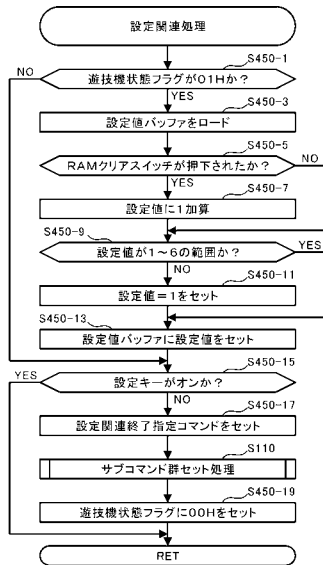 設定関連処理
S450-1
NO
遊技機状態フラグが01Hか?
YES
S450-3
設定値バッファをロード
S450-5
RAMクリアスイッチが押下されたか?
NO
YES
S450-7
設定値に1加算
S450-9
設定値が1~6の範囲か?
YES
NO
S450-11
設定値=1をセット
S450-13
設定値バッファに設定値をセット
S450-15
YES
設定キーがオンか?
NO
S450-17
設定関連終了指定コマンドをセット
S110
サブコマンド群セット処理
S450-19
遊技機状態フラグに00Hをセット
RET